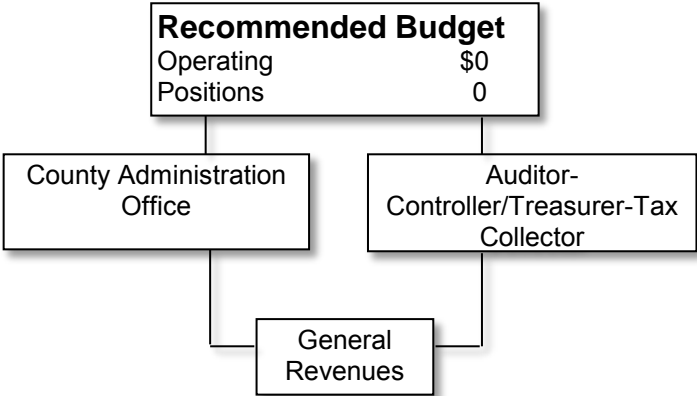 Recommended Budget
Operating $0
Positions 0
County Administration
Office
Auditor-
Controller/Treasurer-Tax
Collector
General
Revenues